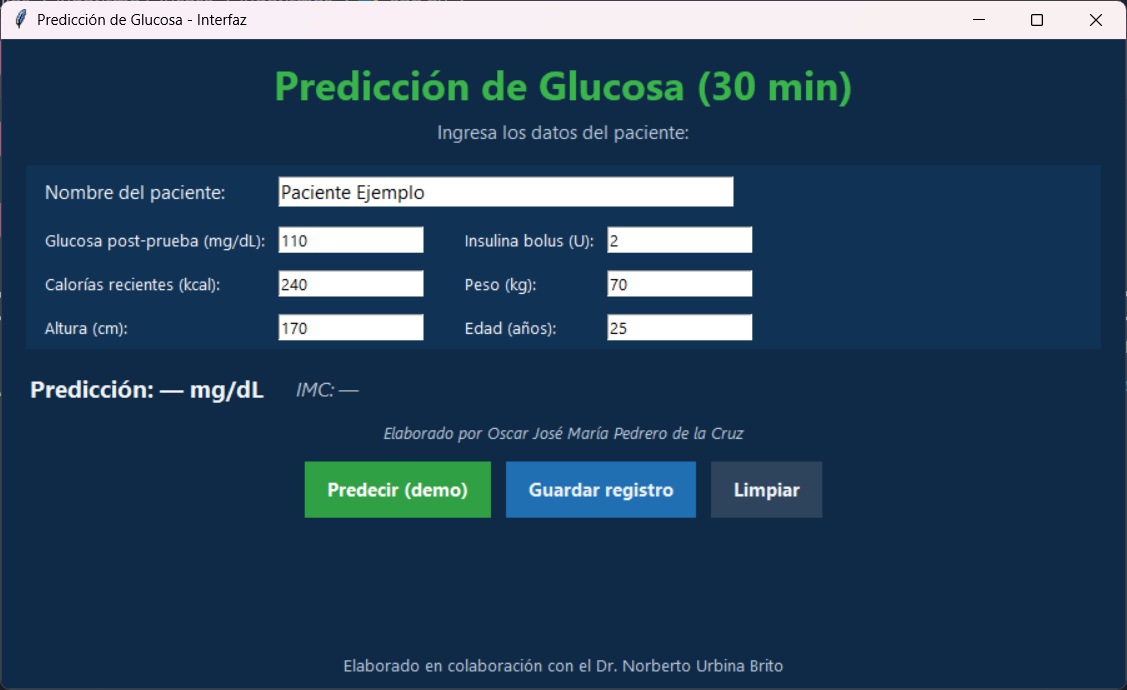 Predicción de Glucosa - Interfaz
Predicción de Glucosa (30 min)
Ingresa los datos del paciente:
Nombre del paciente: Paciente Ejemplo
Glucosa post-prueba (mg/dL): 110 Insulina bolus (U): 2
Calorías recientes (kcal): 240 Peso (kg): 70
Altura (cm): 170 Edad (años): 25
Predicción: — mg/dL IMC: —
Elaborado por Oscar José María Pedrero de la Cruz
Predecir (demo) Guardar registro Limpiar
Elaborado en colaboración con el Dr. Norberto Urbina Brito